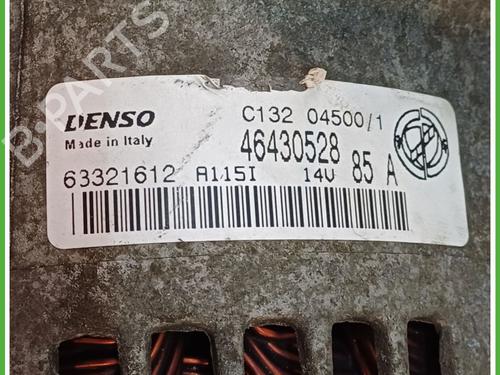 B-PARTS
DENSO
Made in Italy
C132 04500/1
46430528
63321612 A115I 14V 85 A